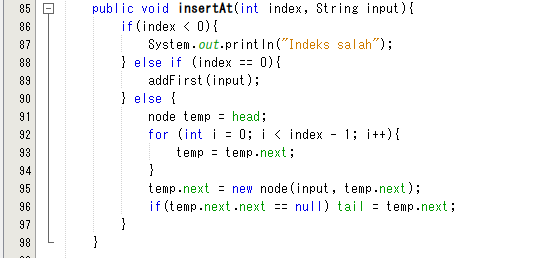 85 public void insertAt(int index, String input){
86 if(index < 0){
87 System.out.println("Indeks salah");
88 } else if (index == 0){
89 addFirst(input);
90 } else {
91 node temp = head;
92 for (int i = 0; i < index - 1; i++){
93 temp = temp.next;
94 }
95 temp.next = new node(input, temp.next);
96 if(temp.next.next == null) tail = temp.next;
97 }
98 }